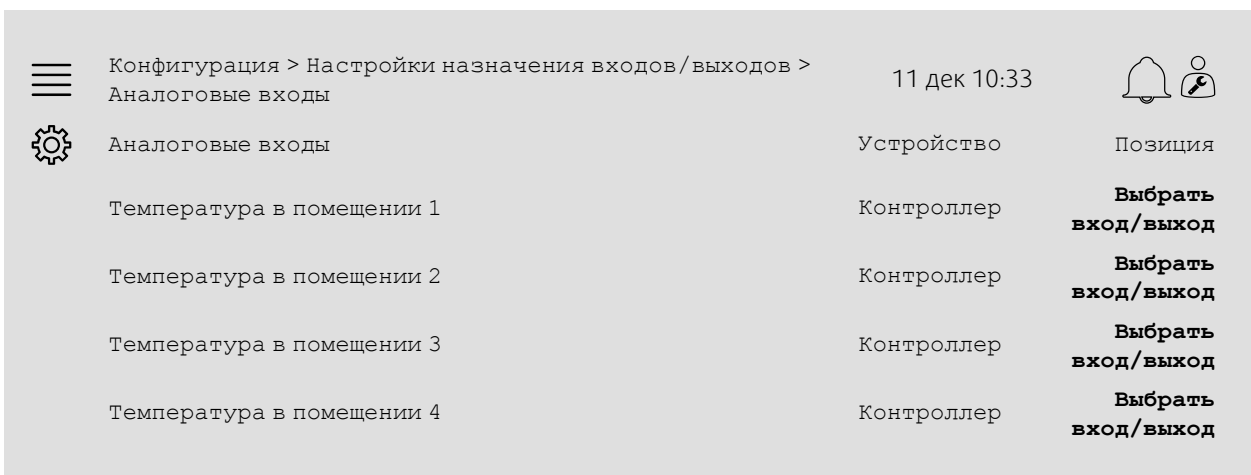 Конфигурация > Настройки назначения входов/выходов >
Аналоговые входы
11 дек 10:33
Аналоговые входы
Устройство
Позиция
Температура в помещении 1
Контроллер
Выбрать
вход/выход
Температура в помещении 2
Контроллер
Выбрать
вход/выход
Температура в помещении 3
Контроллер
Выбрать
вход/выход
Температура в помещении 4
Контроллер
Выбрать
вход/выход